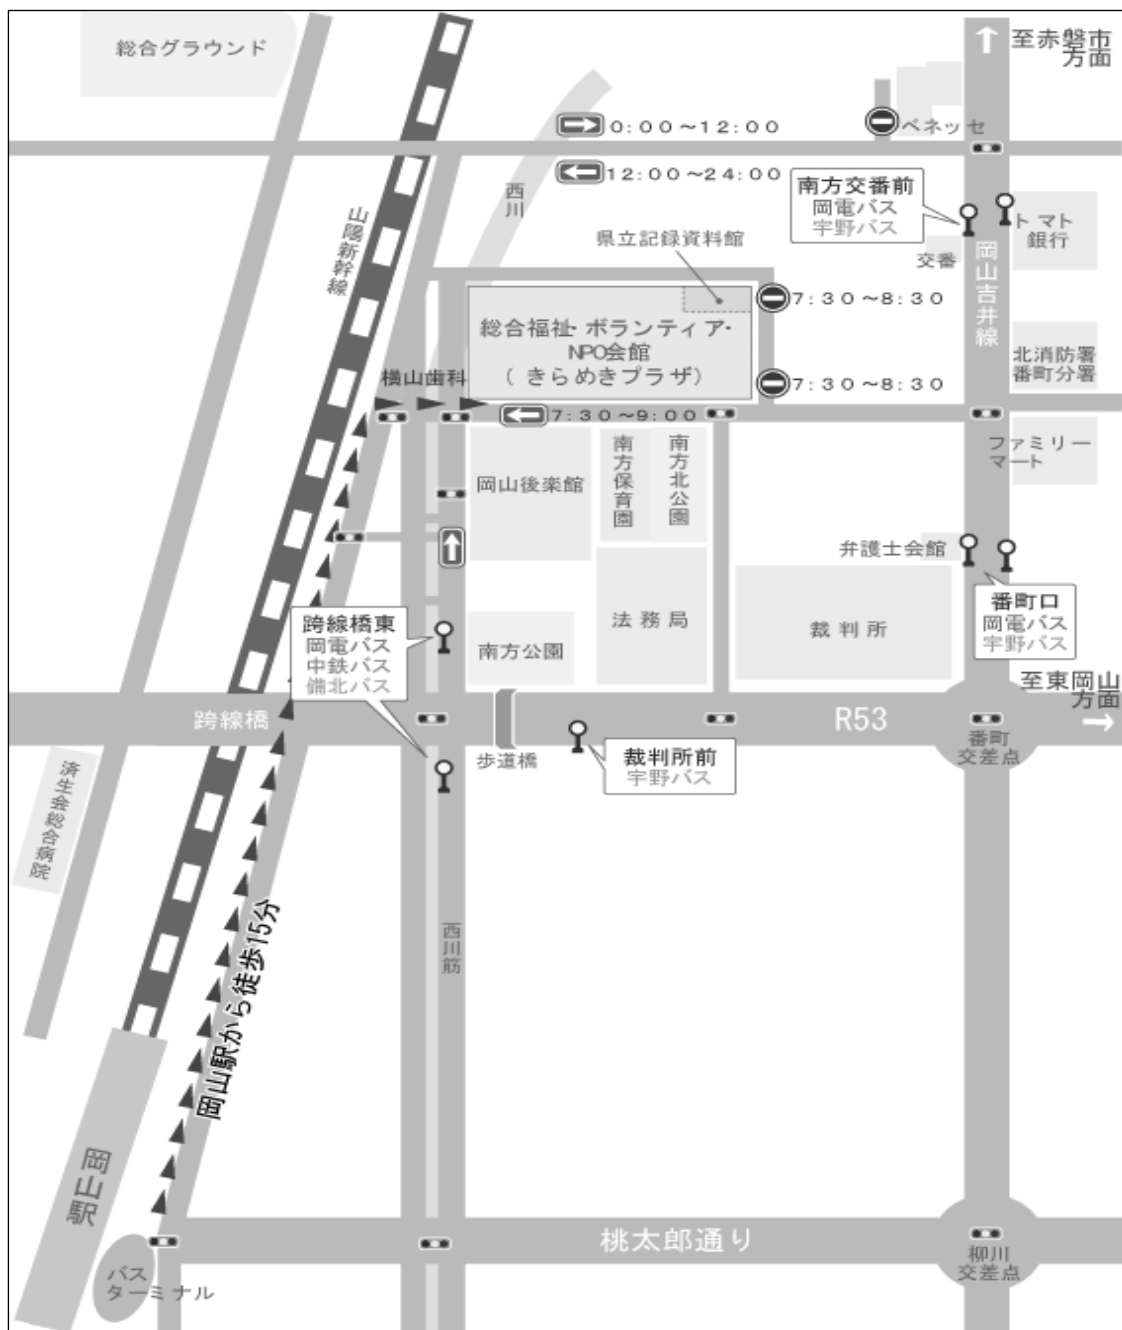 総合グラウンド
至赤磐市
方面
0:00～12:00
ベネッセ
12:00～24:00
西川
山陽新幹線
南方交番前
岡電バス
宇野バス
トマト
銀行
交番
県立記録資料館
岡山吉井線
7:30～8:30
総合福祉・ボランティア・
NPO会館
(きらめきプラザ)
北消防署
番町分署
横山歯科
7:30～8:30
7:30～9:00
ファミリー
マート
岡山後楽館
南方保育園
南方北公園
弁護士会館
番町口
岡電バス
宇野バス
跨線橋東
岡電バス
中鉄バス
備北バス
南方公園
法務局
裁判所
至東岡山
方面
跨線橋
R53
番町
交差点
歩道橋
裁判所前
宇野バス
済生会総合病院
岡山駅から徒歩15分
西川筋
岡山駅
桃太郎通り
柳川
交差点
バス
ターミナル